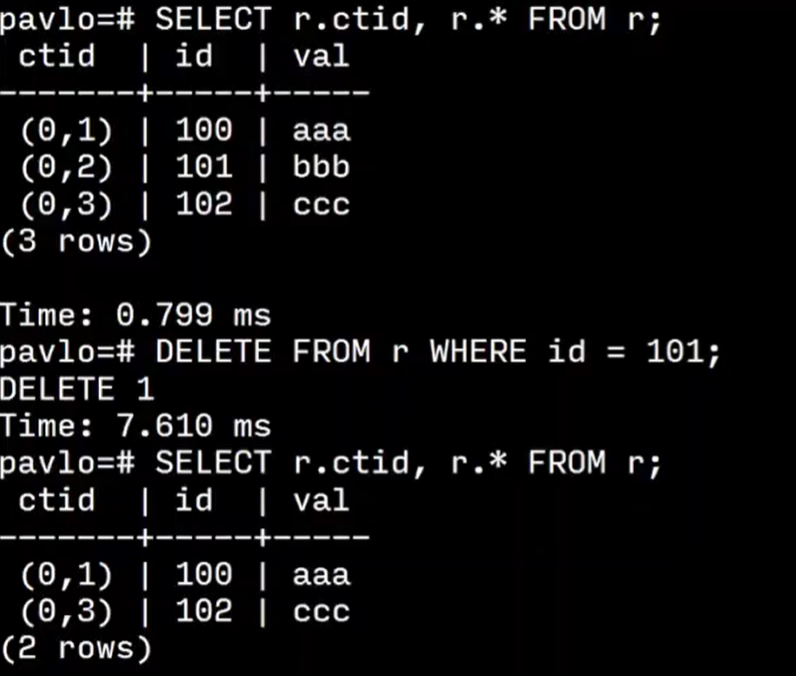 pavlo=# SELECT r.ctid, r.* FROM r;
 ctid  | id  | val
-------+-----+-----
 (0,1) | 100 | aaa
 (0,2) | 101 | bbb
 (0,3) | 102 | ccc
(3 rows)

Time: 0.799 ms
pavlo=# DELETE FROM r WHERE id = 101;
DELETE 1
Time: 7.610 ms
pavlo=# SELECT r.ctid, r.* FROM r;
 ctid  | id  | val
-------+-----+-----
 (0,1) | 100 | aaa
 (0,3) | 102 | ccc
(2 rows)